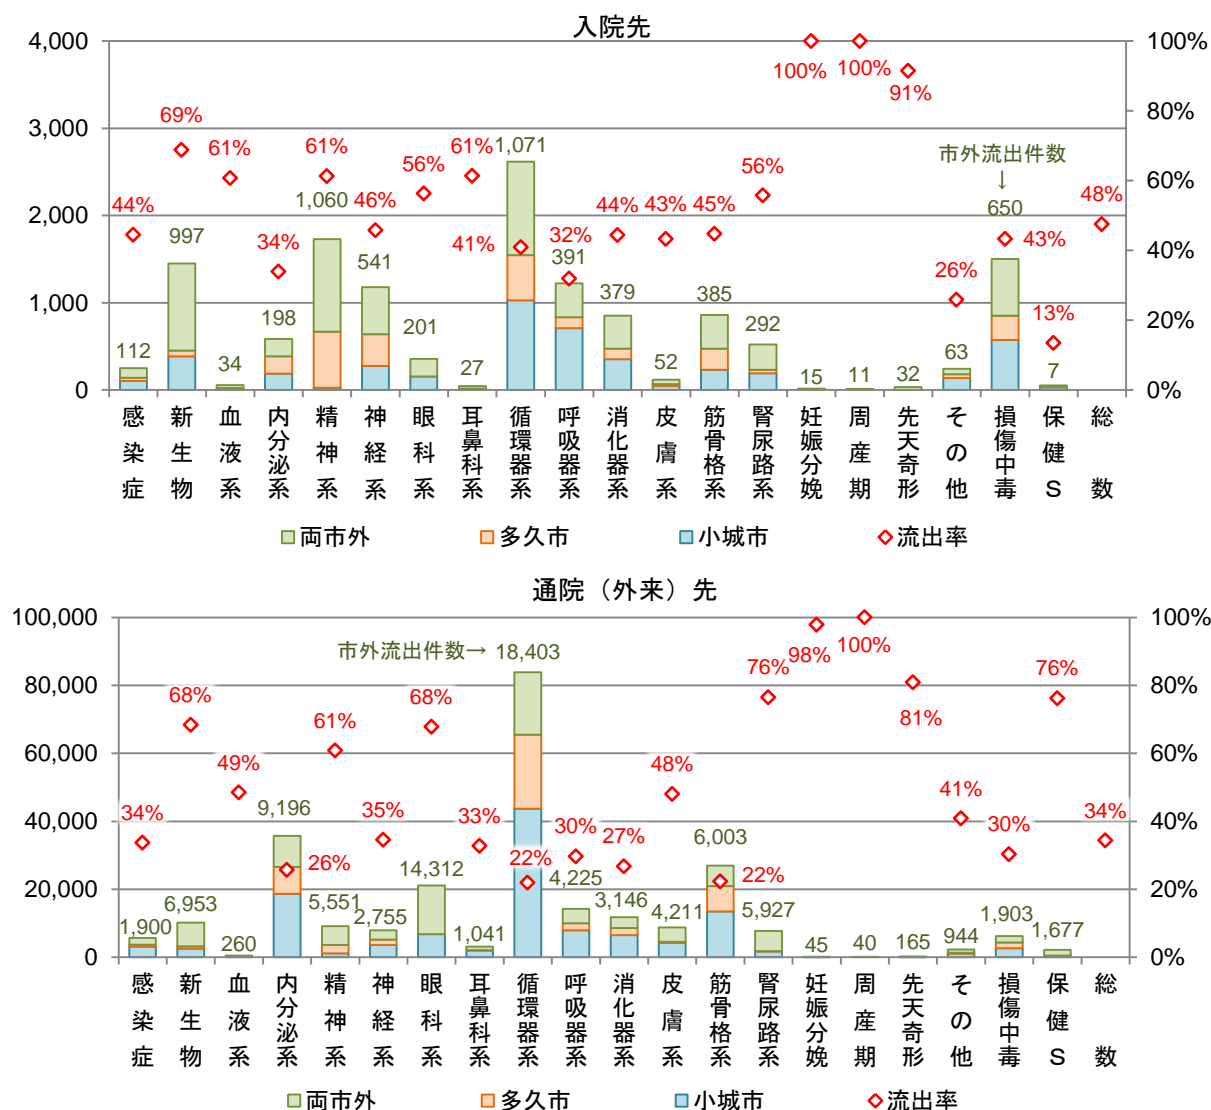 入院先
4,000
3,000
2,000
1,000
0
100%
80%
60%
40%
20%
0%
44%
69%
61%
34%
61%
46%
56%
61%
41%
32%
44%
43%
45%
56%
100%
100%
91%
26%
43%
13%
48%
112
997
34
198
1,060
541
201
27
1,071
391
379
52
385
292
15
11
32
63
市外流出件数
↓
650
7
感染症
新生物
血液系
内分泌系
精神系
神経系
眼科系
耳鼻科系
循環器系
呼吸器系
消化器系
皮膚系
筋骨格系
腎尿路系
妊娠分娩
周産期
先天奇形
その他
損傷中毒
保健S
総数
両市外 多久市 小城市 流出率
通院（外来）先
100,000
80,000
60,000
40,000
20,000
0
100%
80%
60%
40%
20%
0%
34%
68%
49%
26%
61%
35%
68%
33%
22%
30%
27%
48%
22%
76%
98%
100%
81%
41%
30%
76%
34%
1,900
6,953
260
9,196
5,551
2,755
14,312
1,041
市外流出件数→ 18,403
4,225
3,146
4,211
6,003
5,927
45
40
165
944
1,903
1,677
感染症
新生物
血液系
内分泌系
精神系
神経系
眼科系
耳鼻科系
循環器系
呼吸器系
消化器系
皮膚系
筋骨格系
腎尿路系
妊娠分娩
周産期
先天奇形
その他
損傷中毒
保健S
総数
両市外 多久市 小城市 流出率